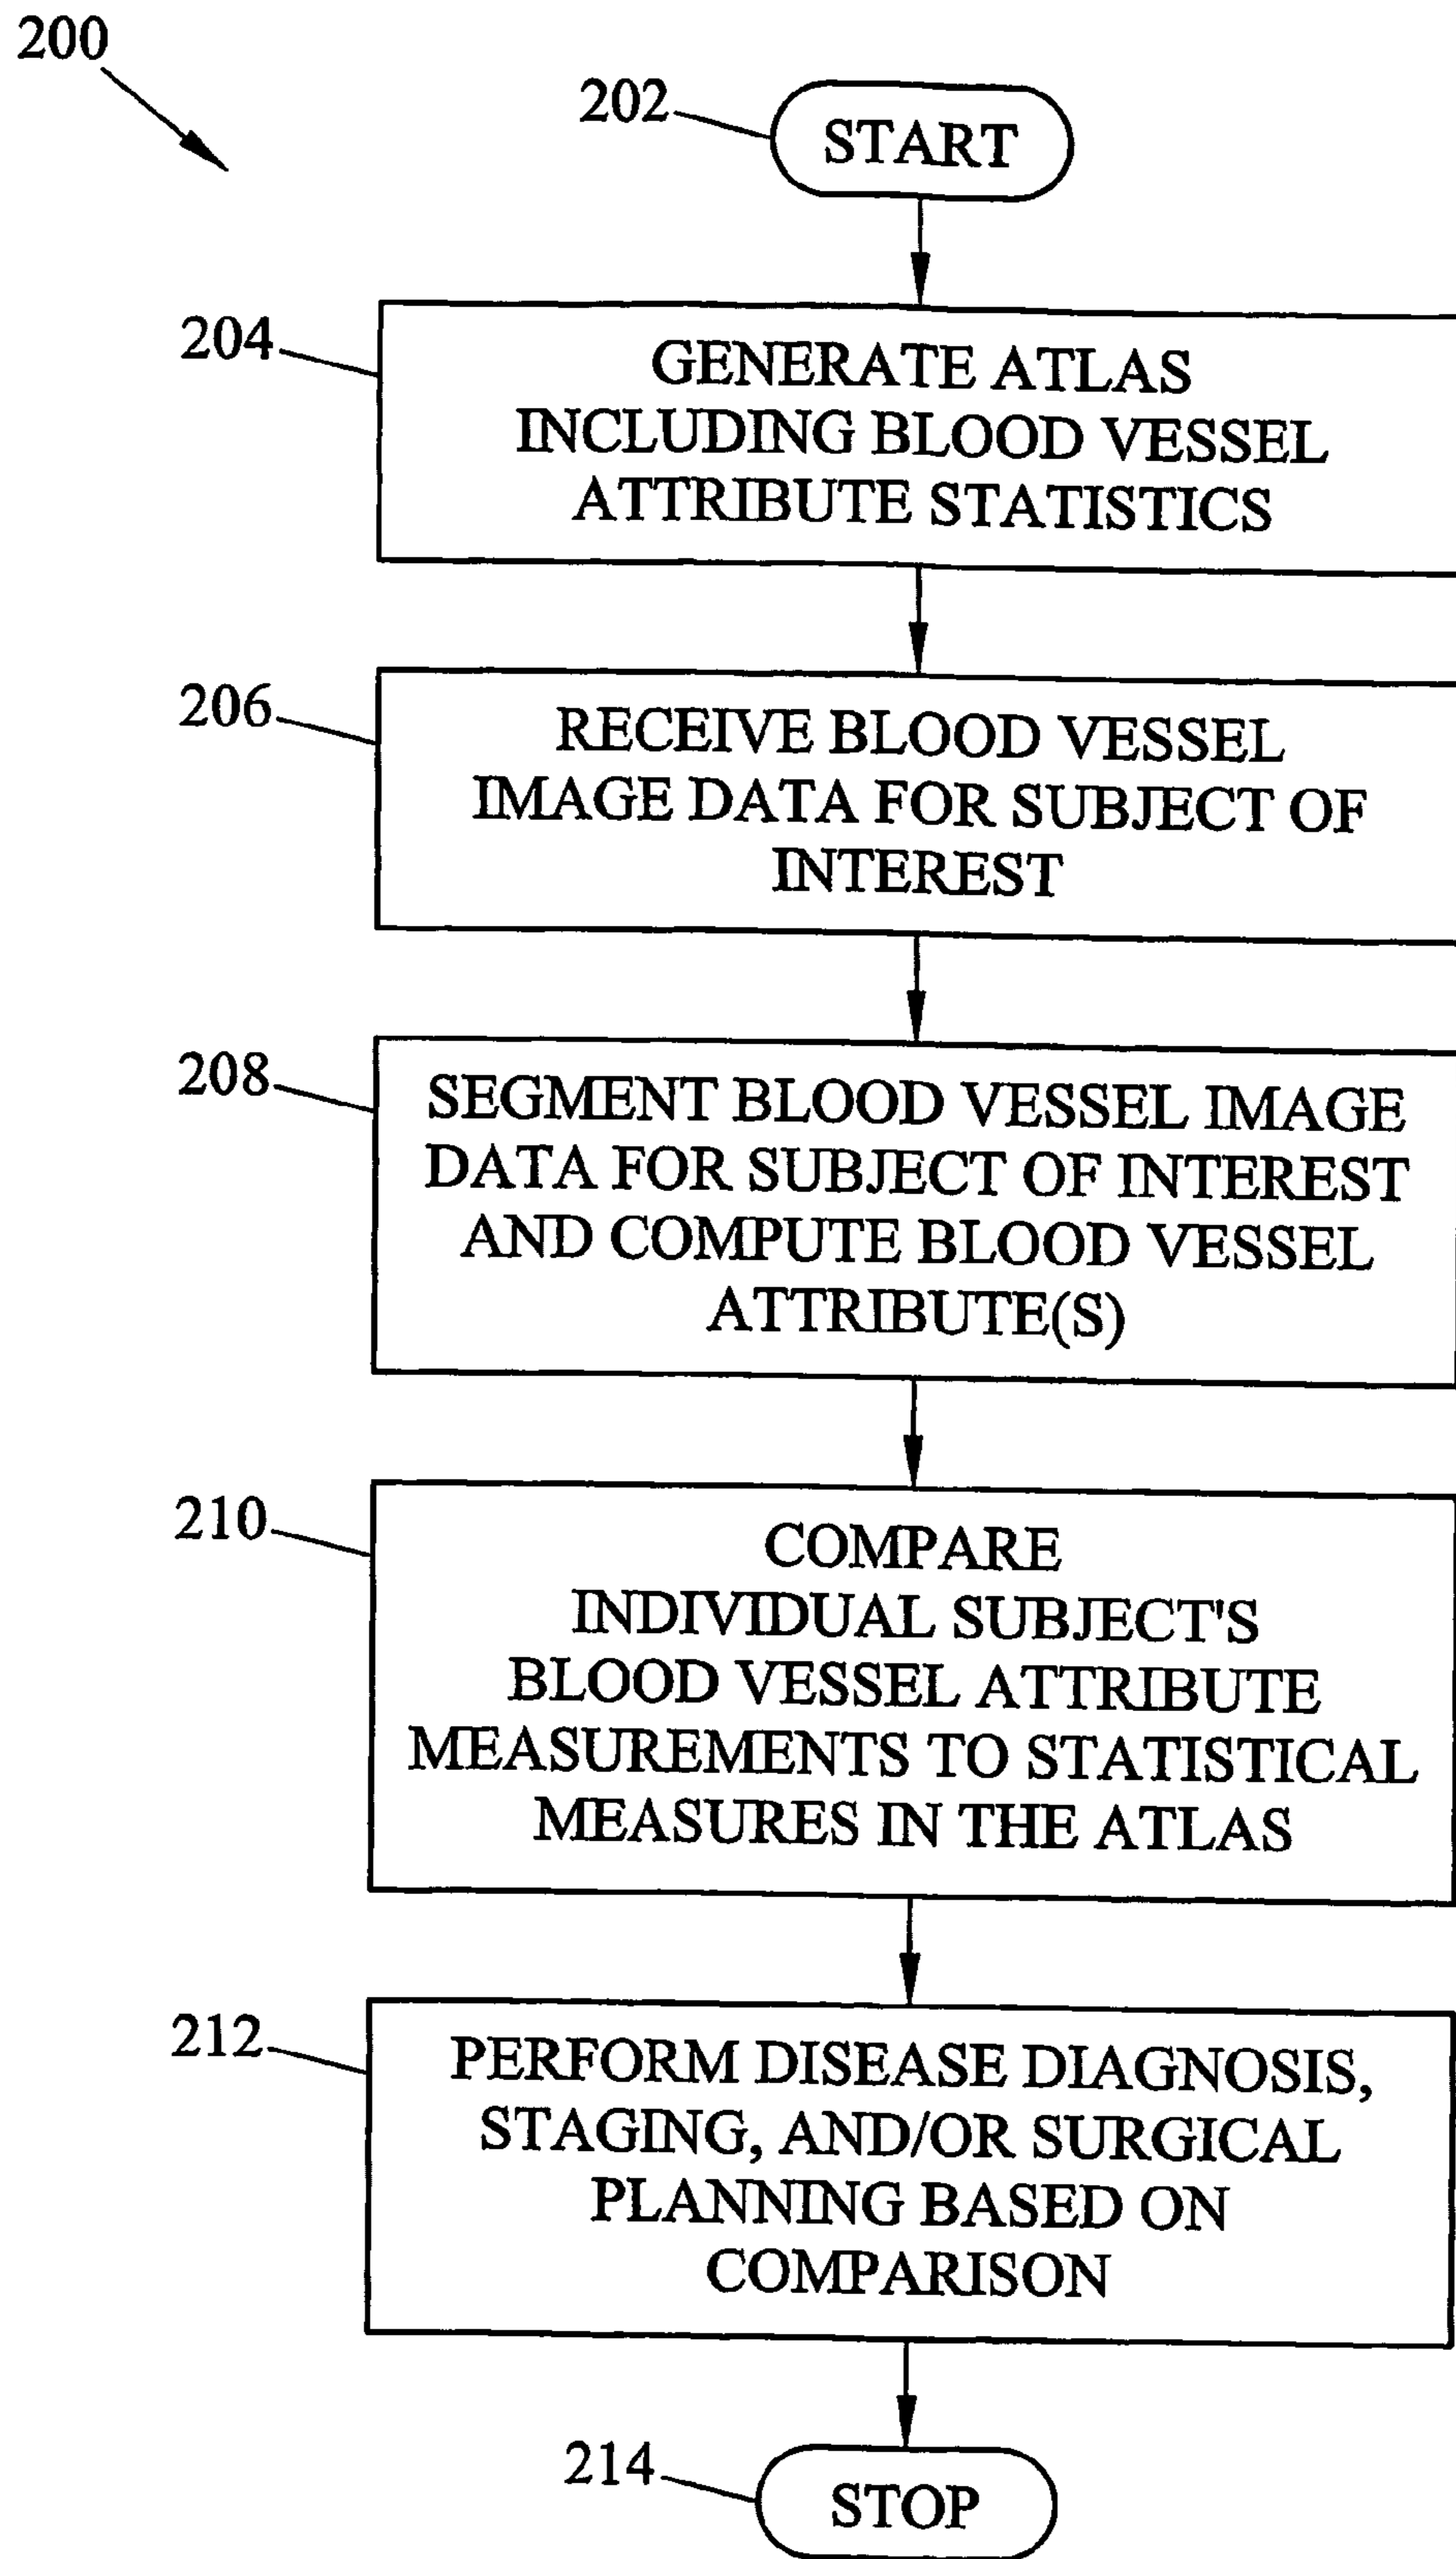 200
202
START
204
GENERATE ATLAS
INCLUDING BLOOD VESSEL
ATTRIBUTE STATISTICS
206
RECEIVE BLOOD VESSEL
IMAGE DATA FOR SUBJECT OF
INTEREST
208
SEGMENT BLOOD VESSEL IMAGE
DATA FOR SUBJECT OF INTEREST
AND COMPUTE BLOOD VESSEL
ATTRIBUTE(S)
210
COMPARE
INDIVIDUAL SUBJECT'S
BLOOD VESSEL ATTRIBUTE
MEASUREMENTS TO STATISTICAL
MEASURES IN THE ATLAS
212
PERFORM DISEASE DIAGNOSIS,
STAGING, AND/OR SURGICAL
PLANNING BASED ON
COMPARISON
214
STOP